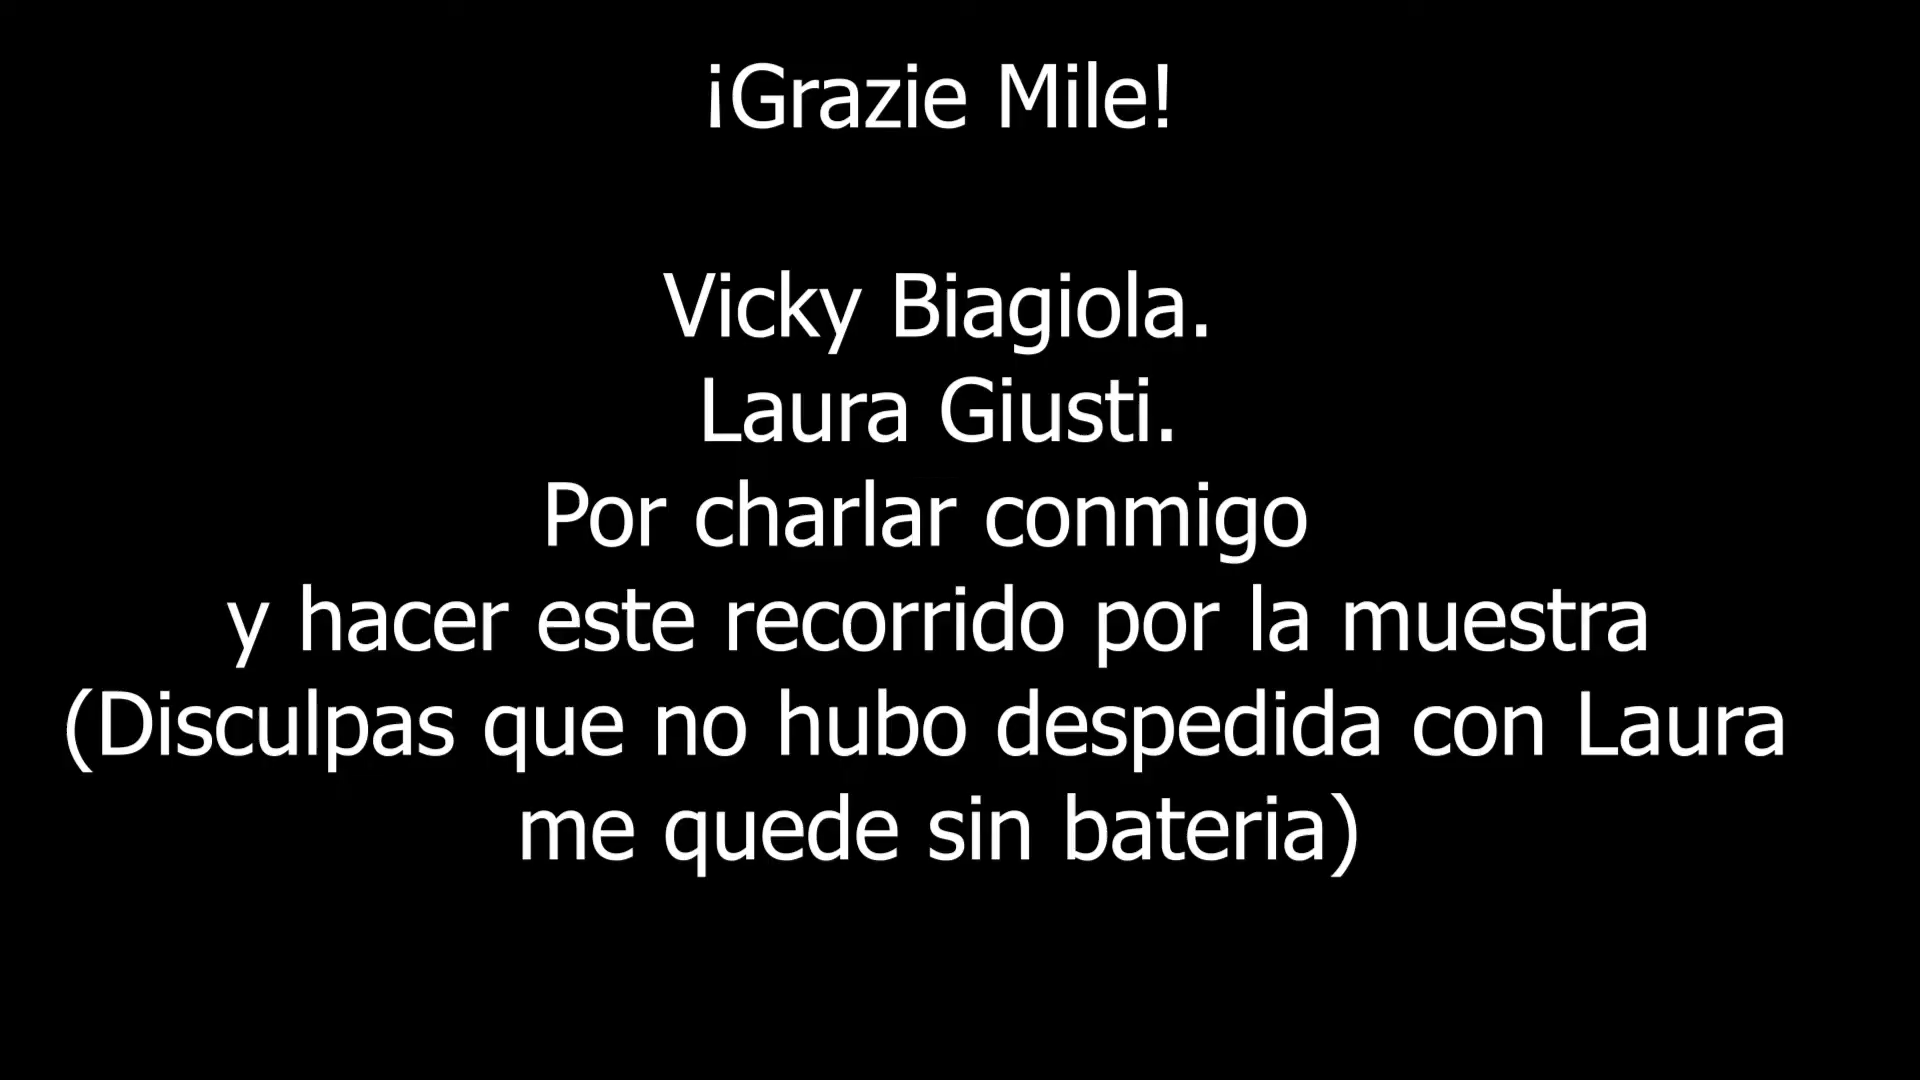 ¡Grazie Mile!
Vicky Biagiola.
Laura Giusti.
Por charlar conmigo
y hacer este recorrido por la muestra
(Disculpas que no hubo despedida con Laura
me quede sin bateria)